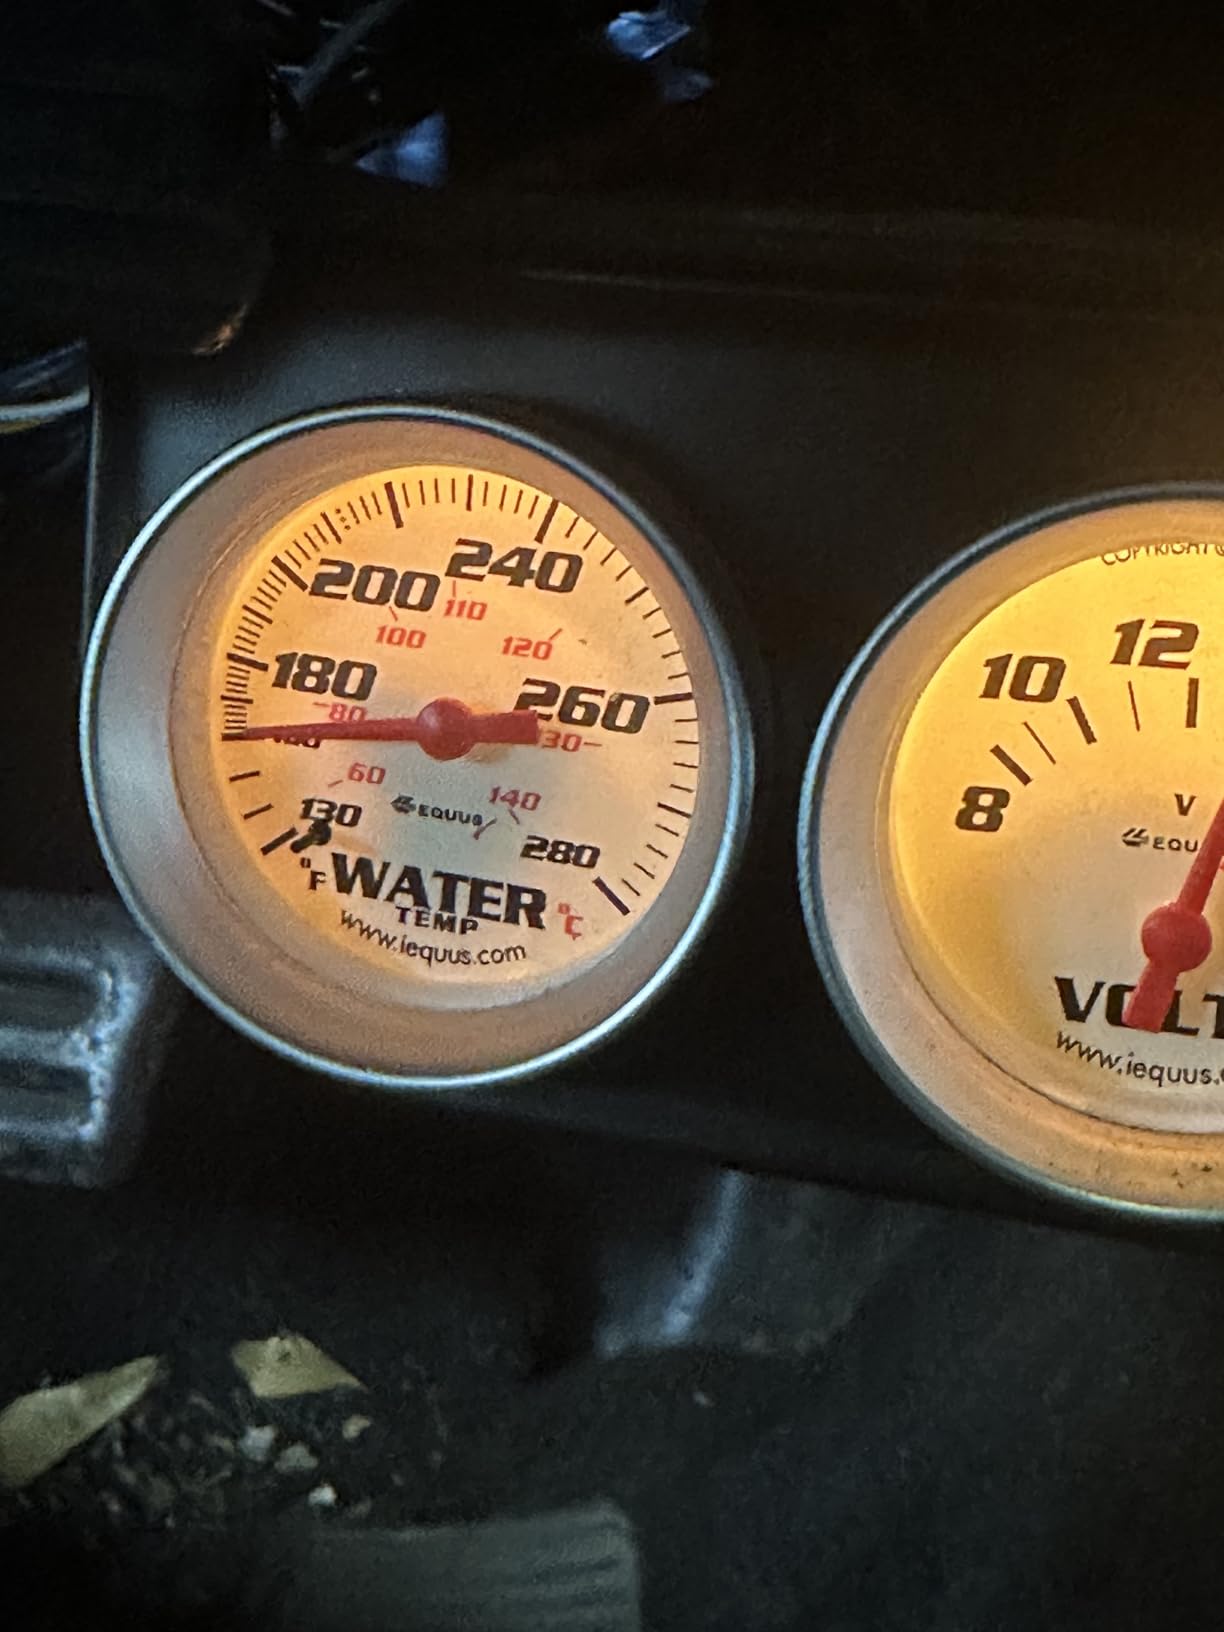 240
200
110
100
120
180
260
80
130
60
140
EQUUS
130
280
°F WATER °C
TEMP
www.iequus.com
COPYRIGHT
12
10
8
V
EQU
VOLT
www.iequus.